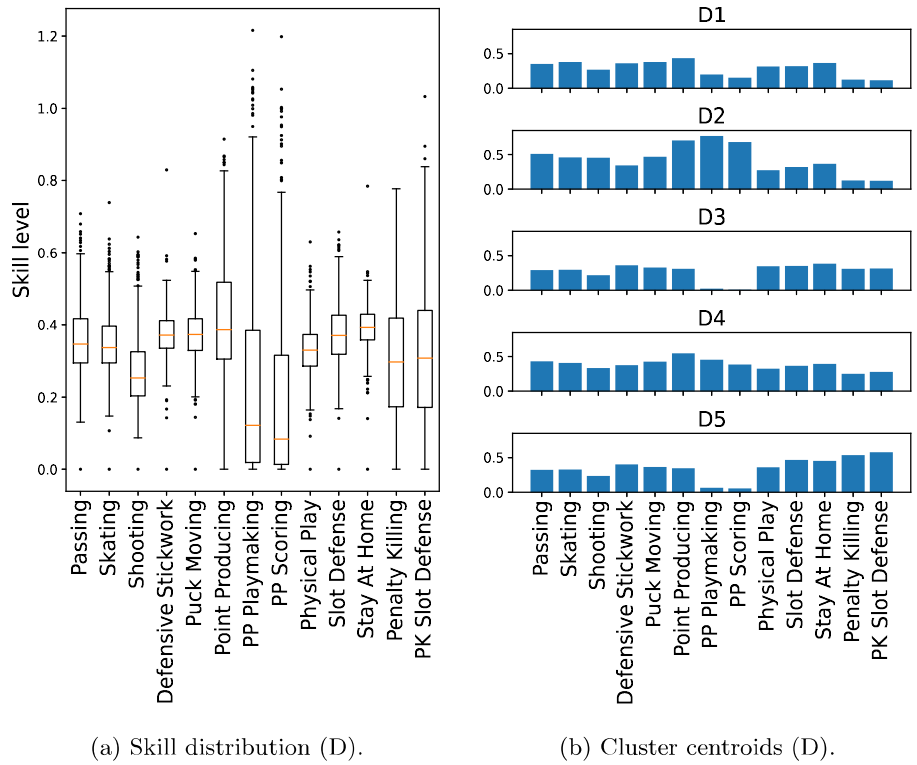 Skill level
1.2
1.0
0.8
0.6
0.4
0.2
0.0
Passing
Skating
Shooting
Defensive Stickwork
Puck Moving
Point Producing
PP Playmaking
PP Scoring
Physical Play
Slot Defense
Stay At Home
Penalty Killing
PK Slot Defense
(a) Skill distribution (D).
D1
0.5
0.0
D2
0.5
0.0
D3
0.5
0.0
D4
0.5
0.0
D5
0.5
0.0
Passing
Skating
Shooting
Defensive Stickwork
Puck Moving
Point Producing
PP Playmaking
PP Scoring
Physical Play
Slot Defense
Stay At Home
Penalty Killing
PK Slot Defense
(b) Cluster centroids (D).